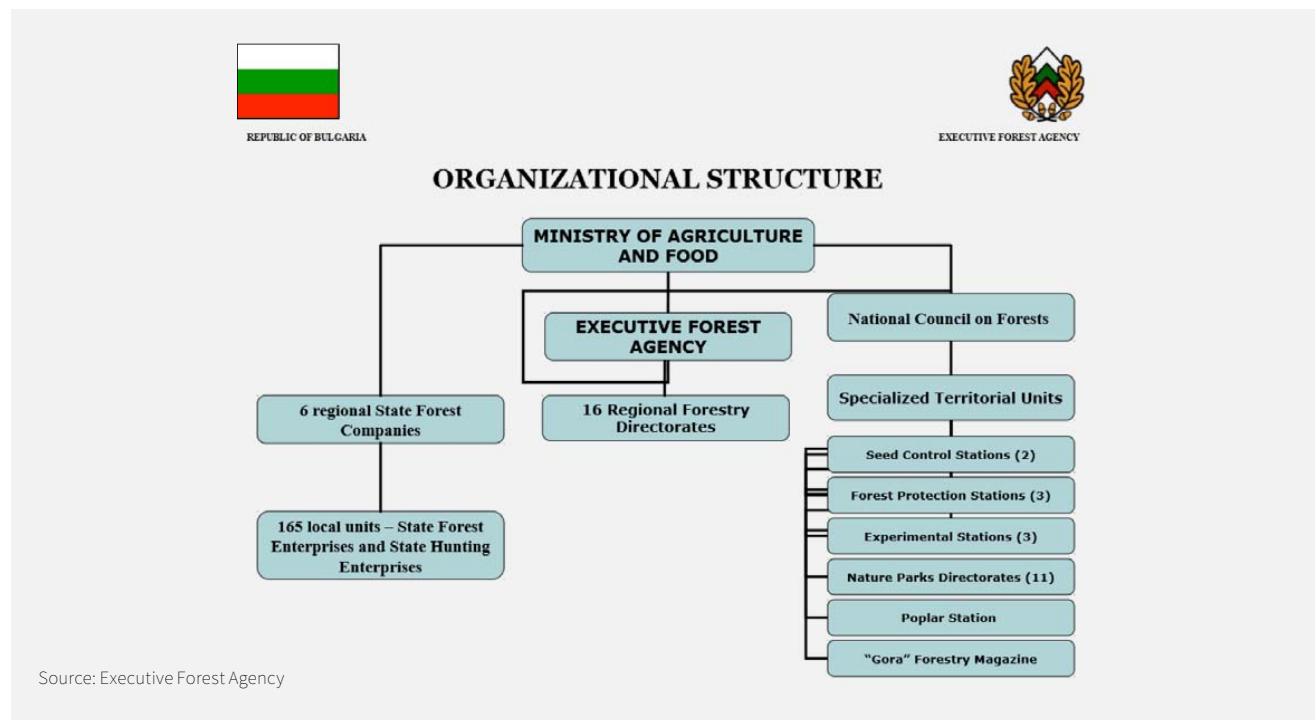 REPUBLIC OF BULGARIA
EXECUTIVE FOREST AGENCY
ORGANIZATIONAL STRUCTURE
MINISTRY OF AGRICULTURE
AND FOOD
EXECUTIVE FOREST
AGENCY
National Council on Forests
6 regional State Forest
Companies
16 Regional Forestry
Directorates
Specialized Territorial Units
Seed Control Stations (2)
Forest Protection Stations (3)
165 local units – State Forest
Enterprises and State Hunting
Enterprises
Experimental Stations (3)
Nature Parks Directorates (11)
Poplar Station
"Gora" Forestry Magazine
Source: Executive Forest Agency